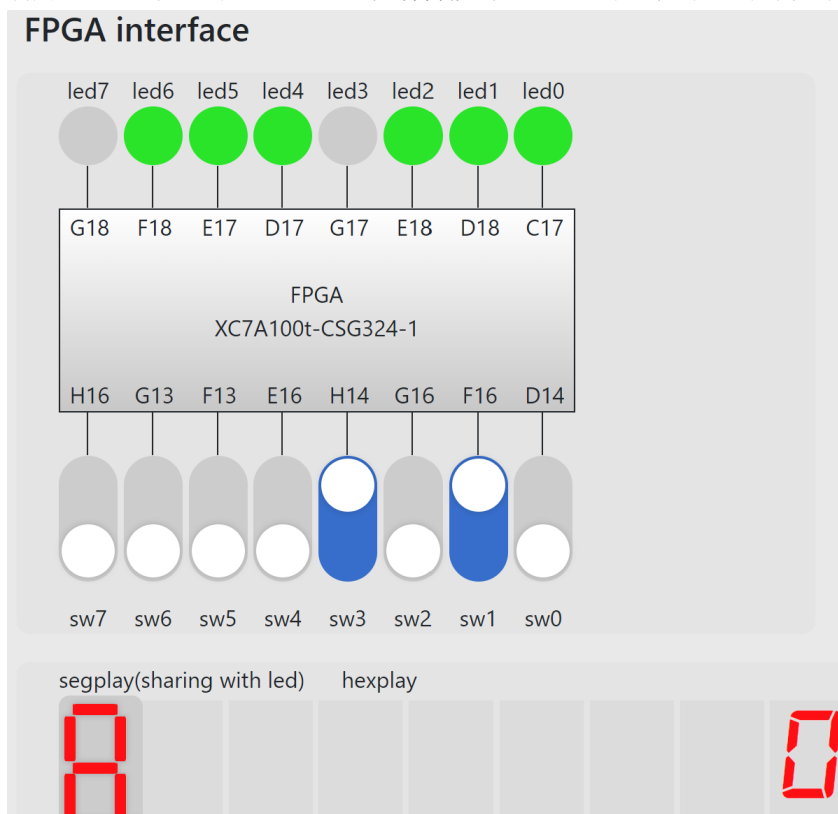 FPGA interface
led7 led6 led5 led4 led3 led2 led1 led0
G18 F18 E17 D17 G17 E18 D18 C17
FPGA
XC7A100t-CSG324-1
H16 G13 F13 E16 H14 G16 F16 D14
sw7 sw6 sw5 sw4 sw3 sw2 sw1 sw0
segplay(sharing with led) hexplay
A 0